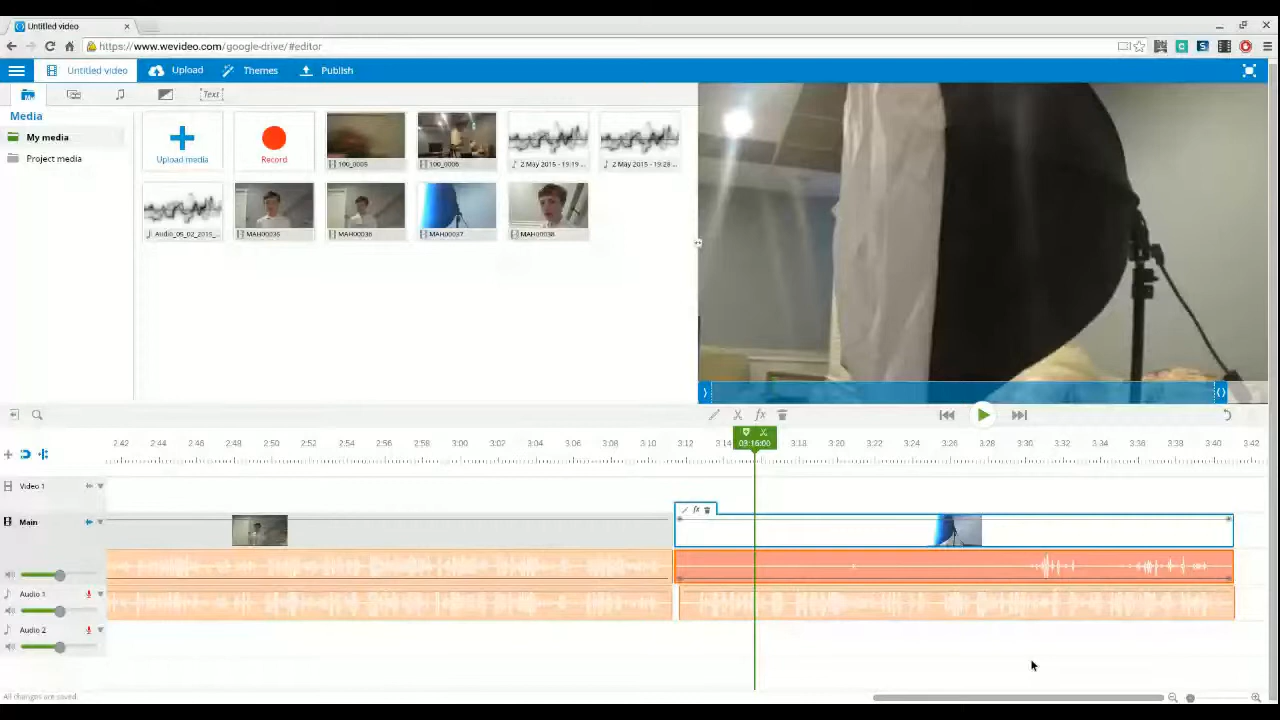 Untitled video
https://www.wevideo.com/google-drive/#editor
Untitled video Upload Themes Publish
Text
Media
My media
Project media
Upload media
Record
100_0005
100_0006
2 May 2015 - 19:19 ...
2 May 2015 - 19:28 ...
Audio_05_02_2015_...
MAH00035
MAH00036
MAH00037
MAH00038
2:42 2:44 2:46 2:48 2:50 2:52 2:54 2:56 2:58 3:00 3:02 3:04 3:06 3:08 3:10 3:12 3:14 03:16:00 3:18 3:20 3:22 3:24 3:26 3:28 3:30 3:32 3:34 3:36 3:38 3:40 3:42
Video 1
Main
Audio 1
Audio 2
All changes are saved.